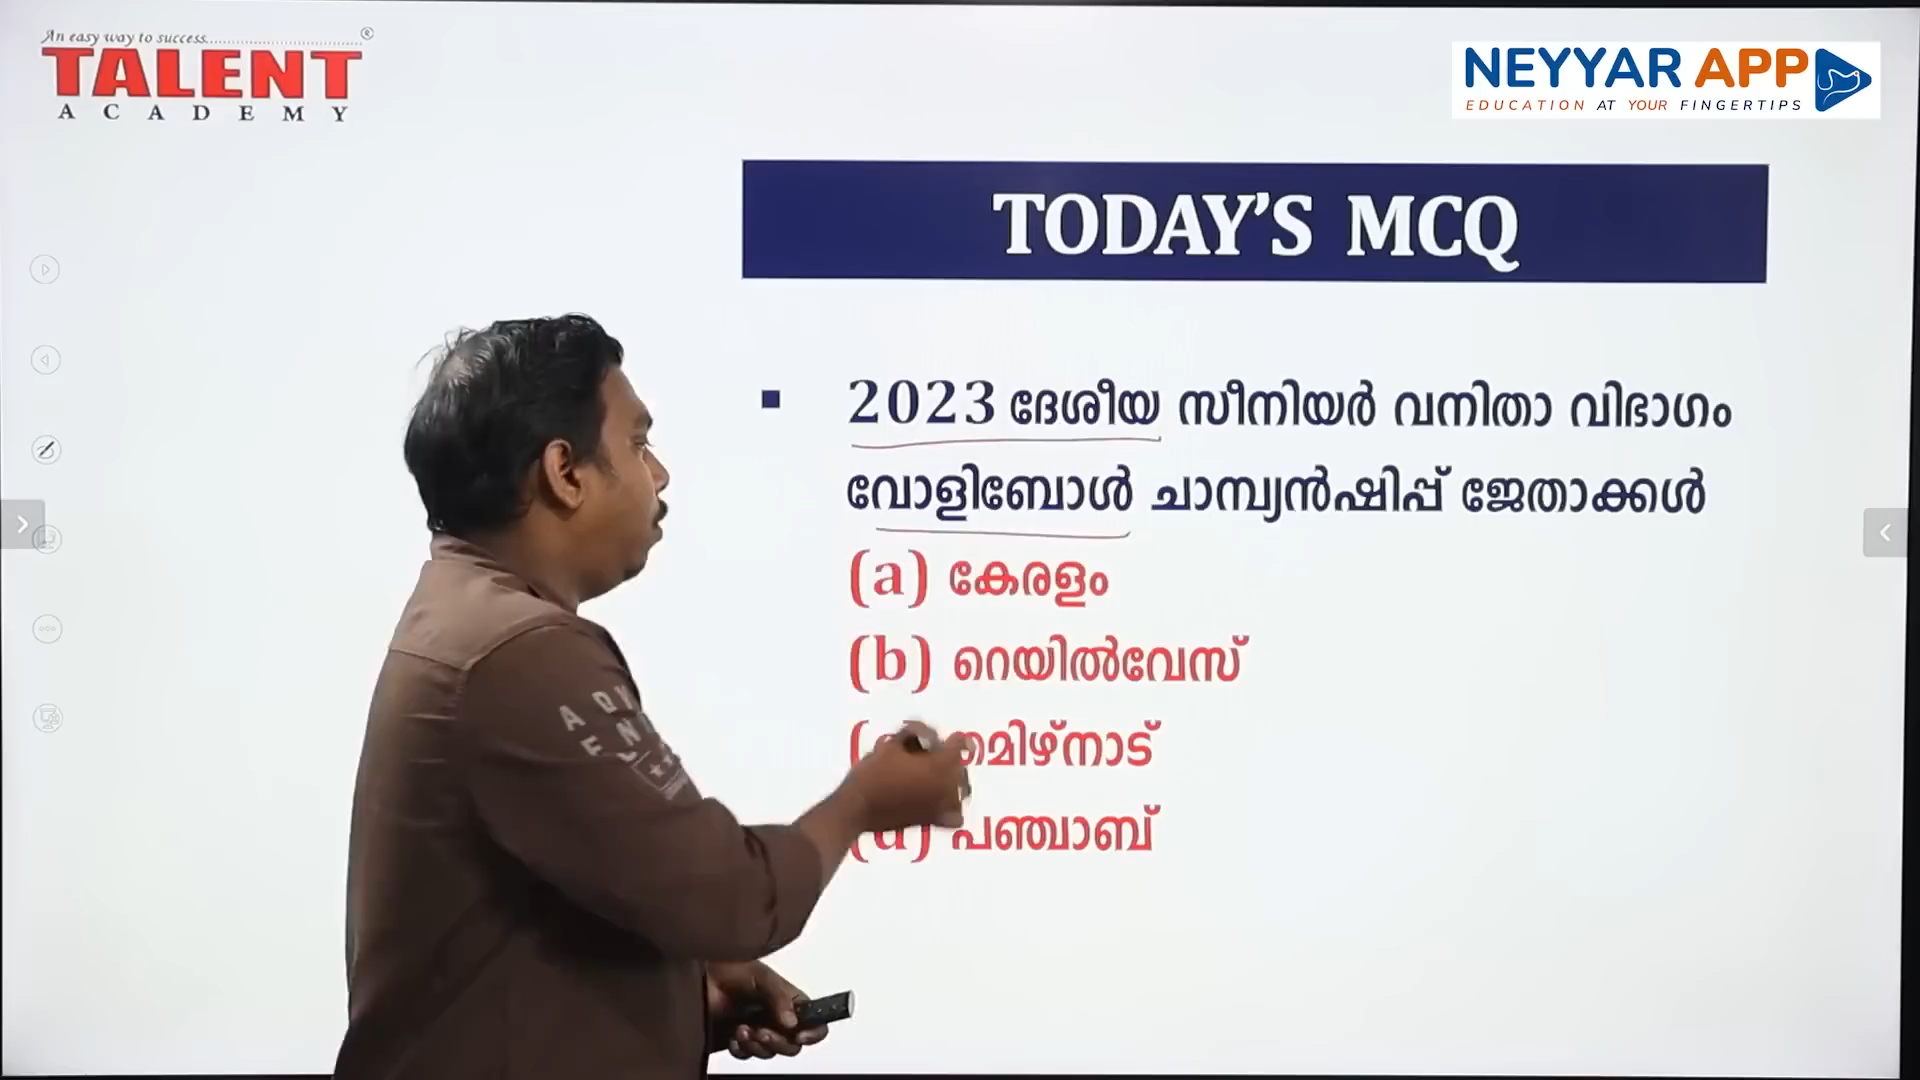 An easy way to success
TALENT
ACADEMY
NEYYAR APP
EDUCATION AT YOUR FINGERTIPS
TODAY'S MCQ
▪ 2023 ദേശീയ സീനിയർ വനിതാ വിഭാഗം
വോളിബോൾ ചാമ്പ്യൻഷിപ്പ് ജേതാക്കൾ
(a) കേരളം
(b) റെയിൽവേസ്
തമിഴ്നാട്
(d) പഞ്ചാബ്